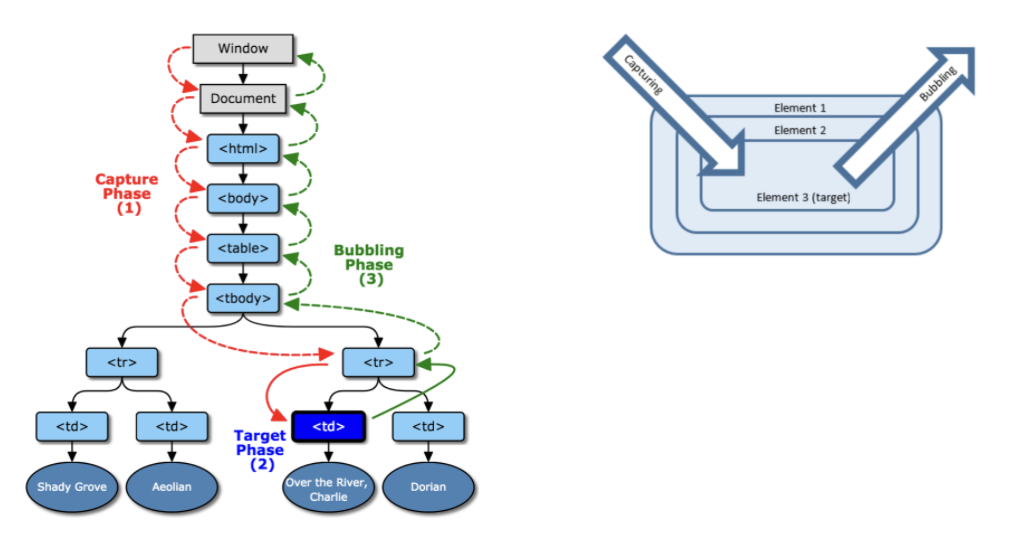 Window
Document
<html>
<body>
<table>
<tbody>
<tr>
<tr>
<td>
<td>
<td>
<td>
Shady Grove
Aeolian
Over the River,
Charlie
Dorian
Capture
Phase
(1)
Target
Phase
(2)
Bubbling
Phase
(3)
Capturing
Bubbling
Element 1
Element 2
Element 3 (target)